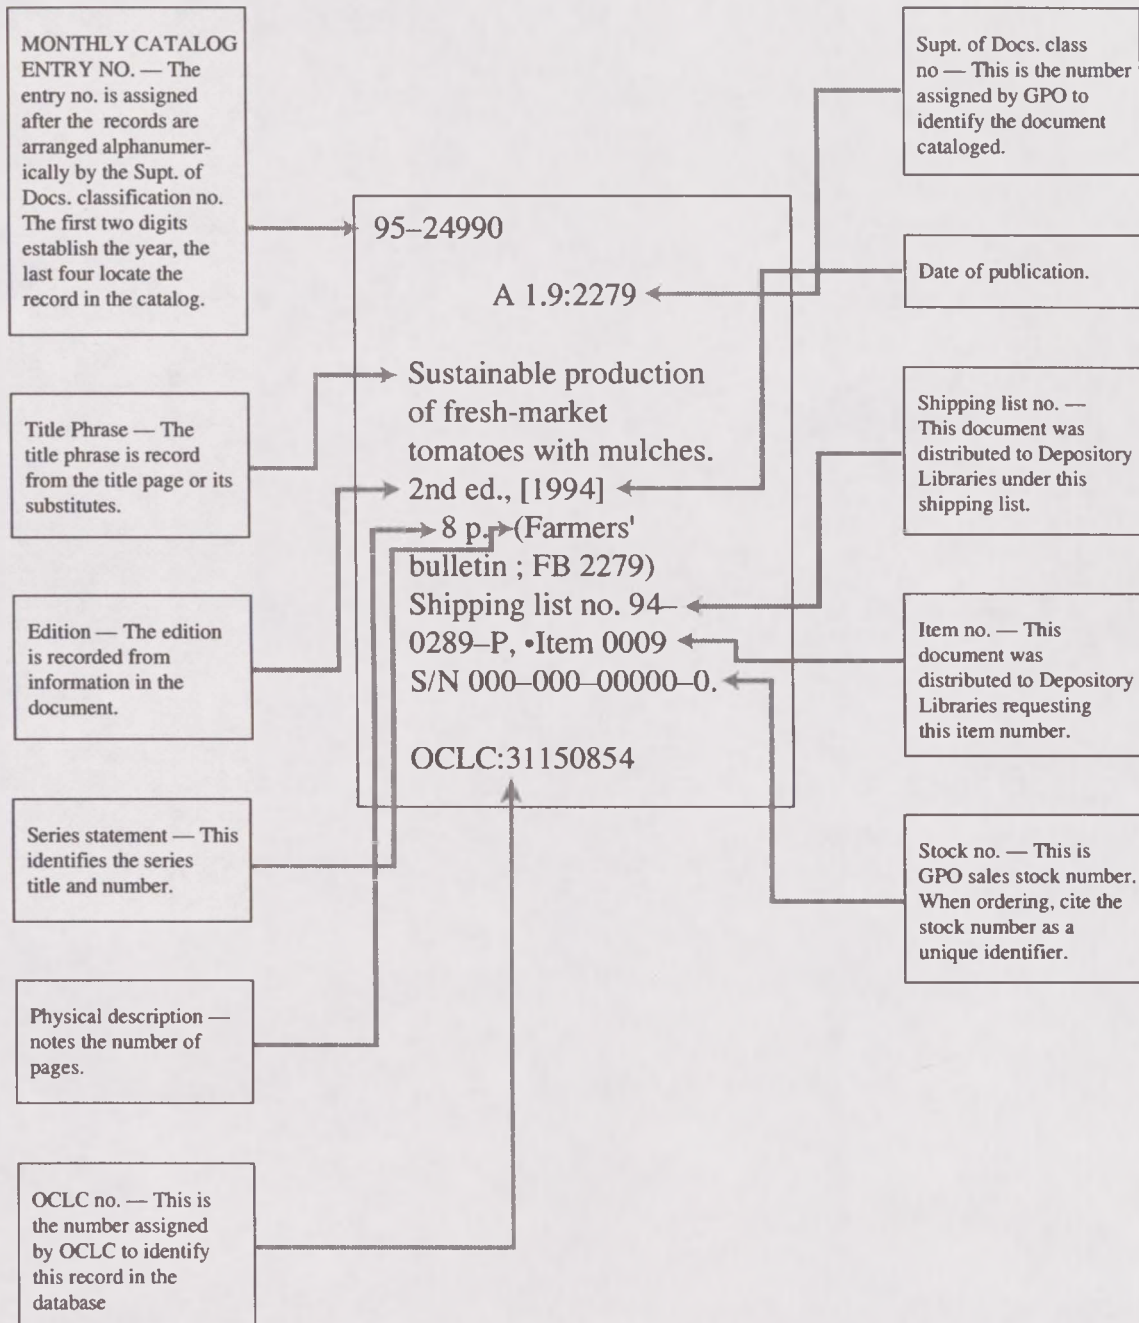 MONTHLY CATALOG
ENTRY NO. — The
entry no. is assigned
after the records are
arranged alphanumer-
ically by the Supt. of
Docs. classification no.
The first two digits
establish the year, the
last four locate the
record in the catalog.
Title Phrase — The
title phrase is record
from the title page or its
substitutes.
Edition — The edition
is recorded from
information in the
document.
Series statement — This
identifies the series
title and number.
Physical description —
notes the number of
pages.
OCLC no. — This is
the number assigned
by OCLC to identify
this record in the
database
95–24990
A 1.9:2279
Sustainable production
of fresh-market
tomatoes with mulches.
2nd ed., [1994]
8 p. (Farmers'
bulletin ; FB 2279)
Shipping list no. 94–
0289–P, •Item 0009
S/N 000–000–00000–0.
OCLC:31150854
Supt. of Docs. class
no — This is the number
assigned by GPO to
identify the document
cataloged.
Date of publication.
Shipping list no. —
This document was
distributed to Depository
Libraries under this
shipping list.
Item no. — This
document was
distributed to Depository
Libraries requesting
this item number.
Stock no. — This is
GPO sales stock number.
When ordering, cite the
stock number as a
unique identifier.